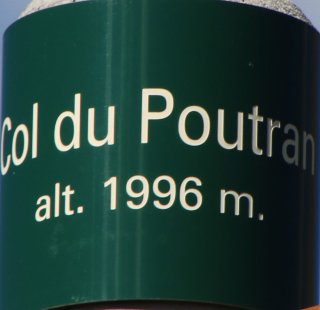 Col du Poutran
alt. 1996 m.